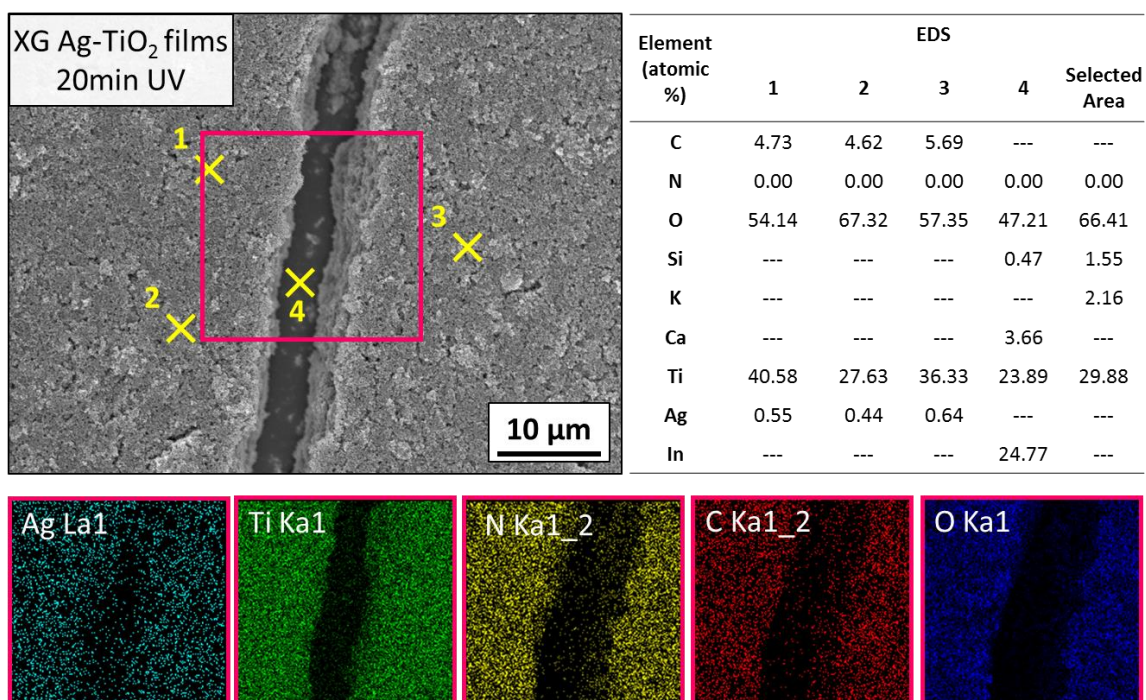 XG Ag-TiO₂ films
20min UV
1
2
3
4
10 µm
Element (atomic %) EDS
1 2 3 4 Selected Area
C 4.73 4.62 5.69 --- ---
N 0.00 0.00 0.00 0.00 0.00
O 54.14 67.32 57.35 47.21 66.41
Si --- --- --- 0.47 1.55
K --- --- --- --- 2.16
Ca --- --- --- 3.66 ---
Ti 40.58 27.63 36.33 23.89 29.88
Ag 0.55 0.44 0.64 --- ---
In --- --- --- 24.77 ---
Ag La1
Ti Ka1
N Ka1_2
C Ka1_2
O Ka1